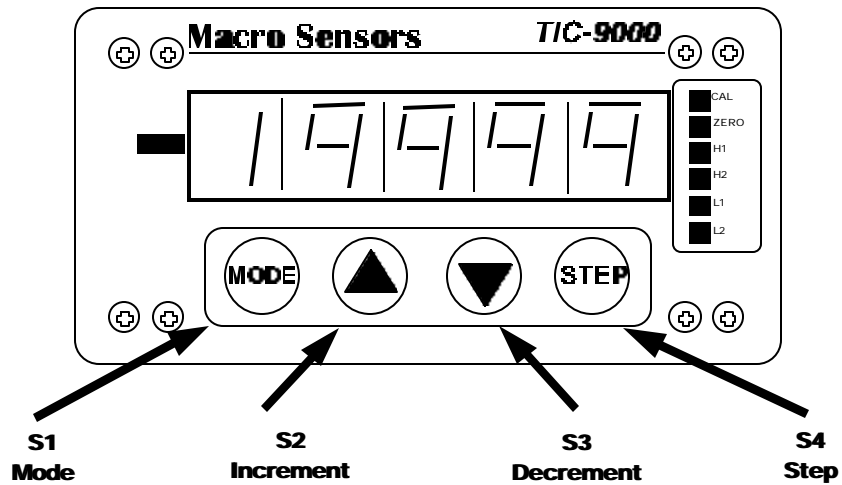 Macro Sensors TIC-9000
19999
CAL
ZERO
H1
H2
L1
L2
MODE STEP
S1 S2 S3 S4
Mode Increment Decrement Step